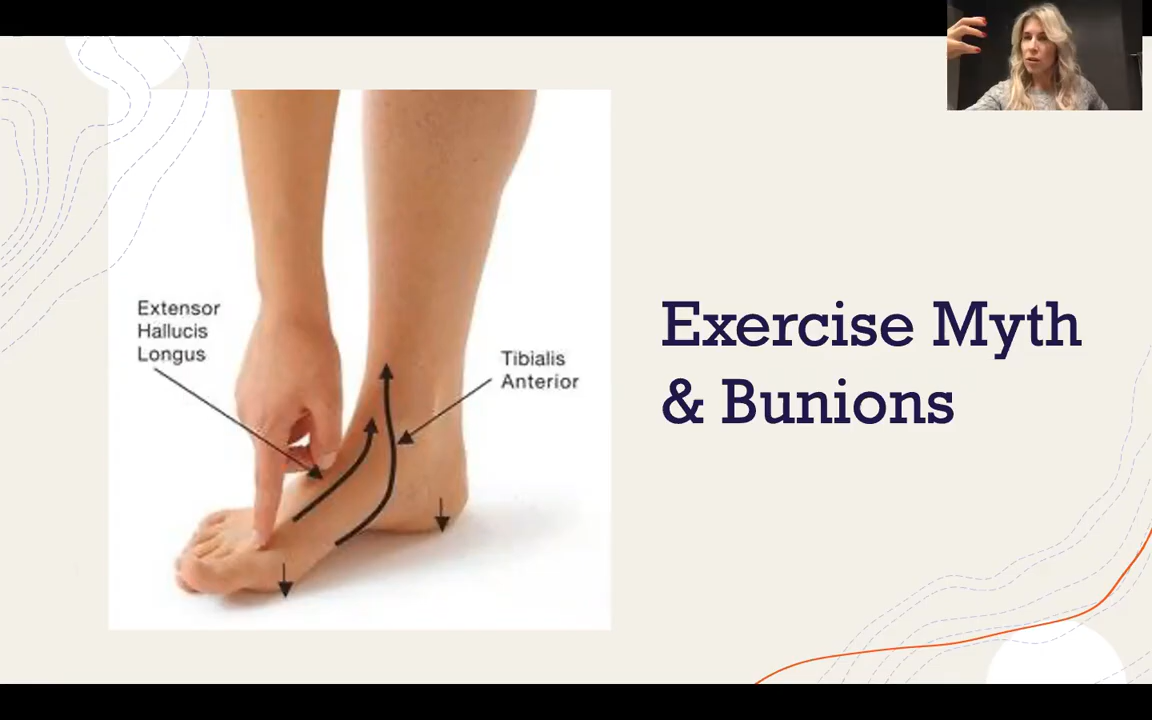 Extensor
Hallucis
Longus
Tibialis
Anterior
Exercise Myth
& Bunions